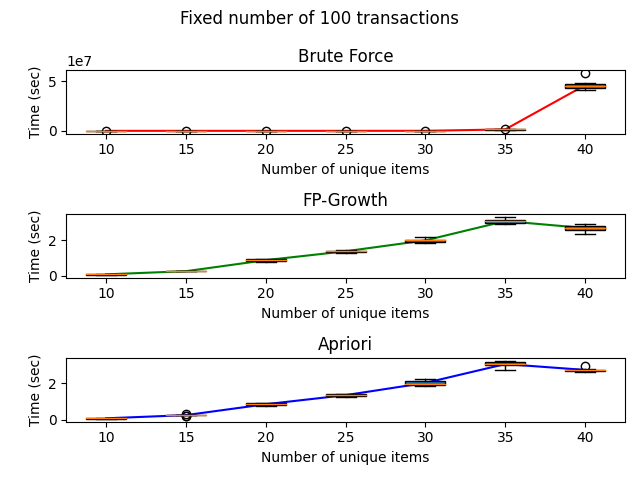 Fixed number of 100 transactions
Brute Force
1e7
Time (sec)
5
0
10 15 20 25 30 35 40
Number of unique items
FP-Growth
Time (sec)
2
0
10 15 20 25 30 35 40
Number of unique items
Apriori
Time (sec)
2
0
10 15 20 25 30 35 40
Number of unique items